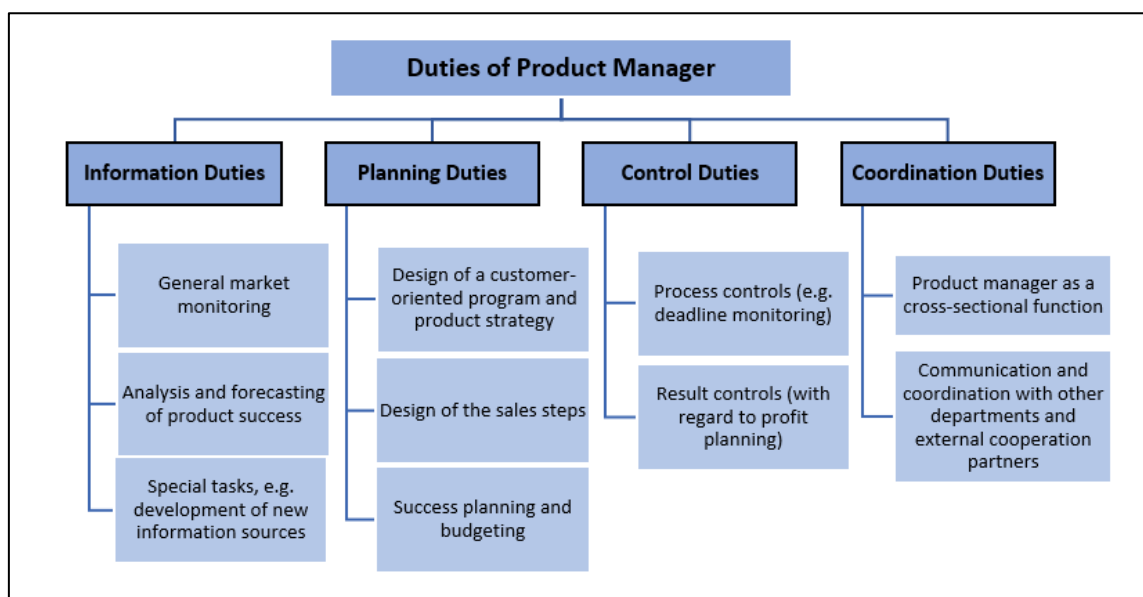 Duties of Product Manager
Information Duties
General market
monitoring
Analysis and forecasting
of product success
Special tasks, e.g.
development of new
information sources
Planning Duties
Design of a customer-
oriented program and
product strategy
Design of the sales steps
Success planning and
budgeting
Control Duties
Process controls (e.g.
deadline monitoring)
Result controls (with
regard to profit
planning)
Coordination Duties
Product manager as a
cross-sectional function
Communication and
coordination with other
departments and
external cooperation
partners